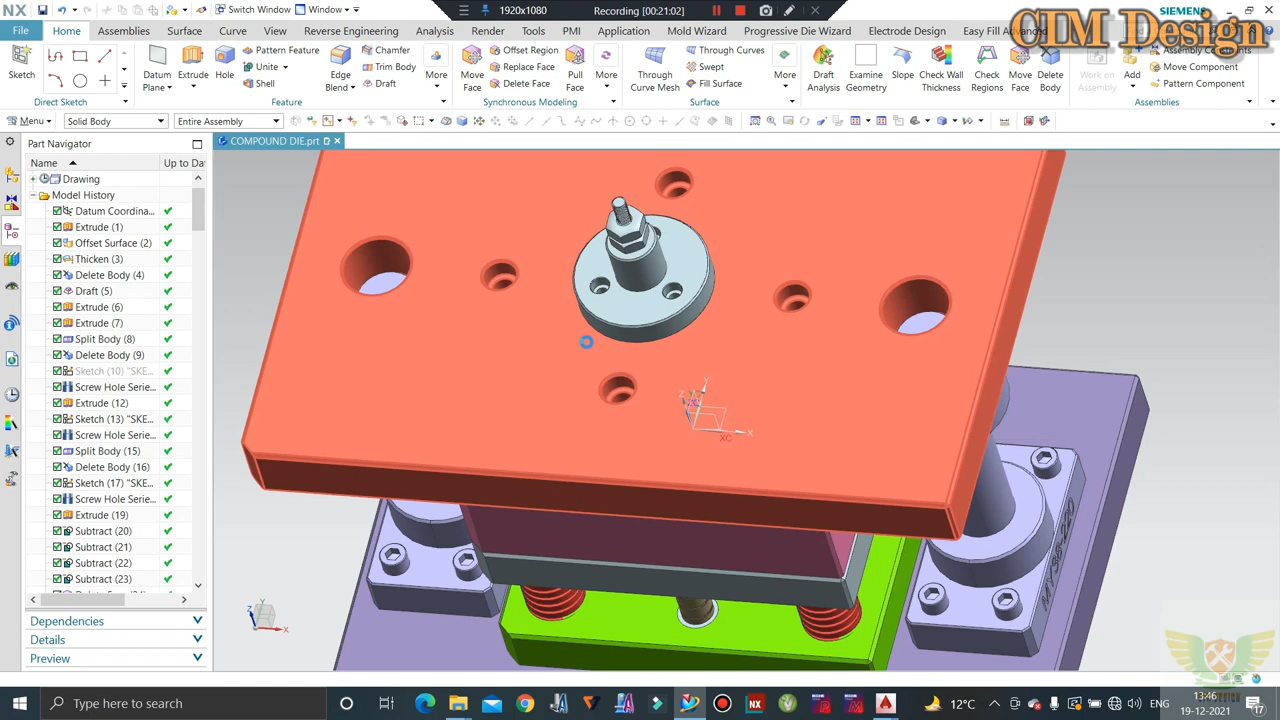 NX
Switch Window
Window
1920x1080
Recording [00:21:02]
SIEMENS
CIM Design
File
Home
Assemblies
Surface
Curve
View
Reverse Engineering
Analysis
Render
Tools
PMI
Application
Mold Wizard
Progressive Die Wizard
Electrode Design
Easy Fill Advanced
Sketch
Direct Sketch
Datum Plane
Extrude
Hole
Pattern Feature
Unite
Shell
Edge Blend
Chamfer
Trim Body
Draft
More
Feature
Move Face
Offset Region
Replace Face
Delete Face
Pull Face
More
Synchronous Modeling
Through Curve Mesh
Through Curves
Swept
Fill Surface
More
Surface
Draft Analysis
Examine Geometry
Slope
Check Wall Thickness
Check Regions
Move Face
Delete Body
Work on Assembly
Add
Assembly Constraints
Move Component
Pattern Component
Assemblies
Menu
Solid Body
Entire Assembly
Part Navigator
COMPOUND DIE.prt
Name
Up to Da
Drawing
Model History
Datum Coordina...
Extrude (1)
Offset Surface (2)
Thicken (3)
Delete Body (4)
Draft (5)
Extrude (6)
Extrude (7)
Split Body (8)
Delete Body (9)
Sketch (10) "SKE...
Screw Hole Serie...
Extrude (12)
Sketch (13) "SKE...
Screw Hole Serie...
Split Body (15)
Delete Body (16)
Sketch (17) "SKE...
Screw Hole Serie...
Extrude (19)
Subtract (20)
Subtract (21)
Subtract (22)
Subtract (23)
Dependencies
Details
Preview
Y
Z
X
XC
Y
Z
X
Type here to search
12°C
ENG
13:46
19-12-2021
17